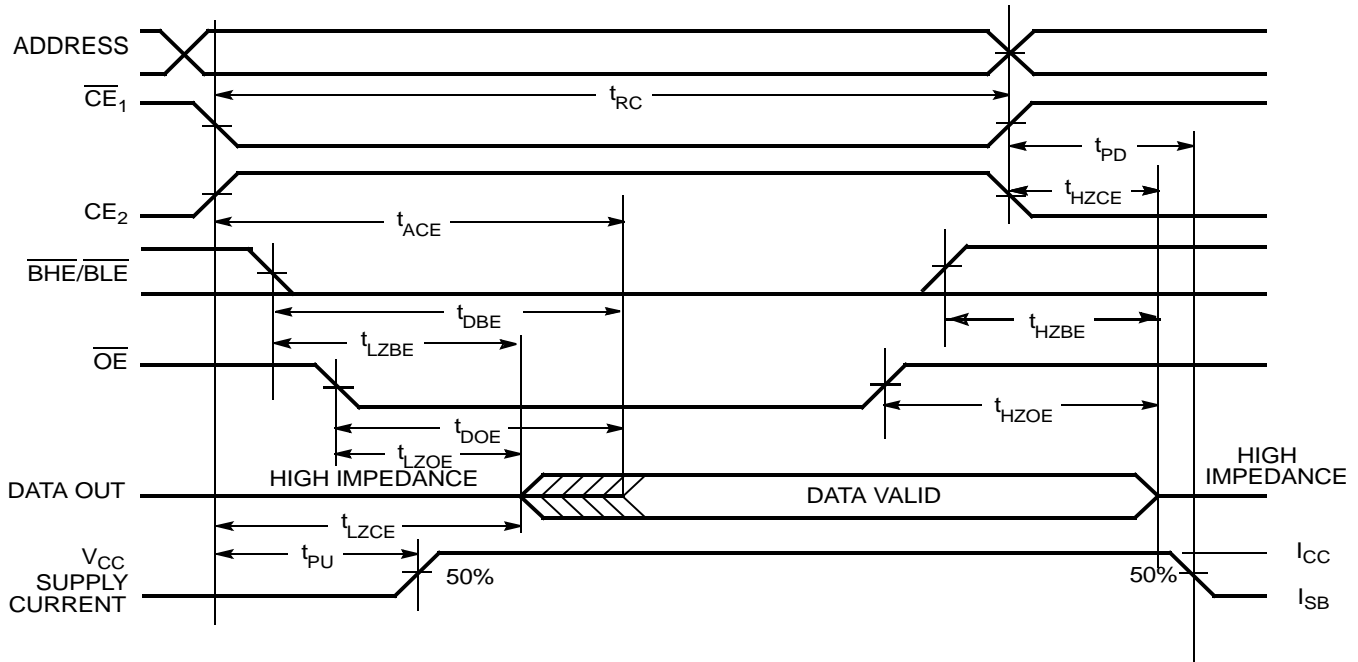 ADDRESS
CE₁
tRC
tPD
tHZCE
CE₂
tACE
BHE/BLE
tDBE
tHZBE
tLZBE
OE
tHZOE
tDOE
tLZOE
HIGH IMPEDANCE
HIGH
IMPEDANCE
DATA OUT
DATA VALID
tLZCE
VCC
SUPPLY
CURRENT
tPU
50%
50%
ICC
ISB